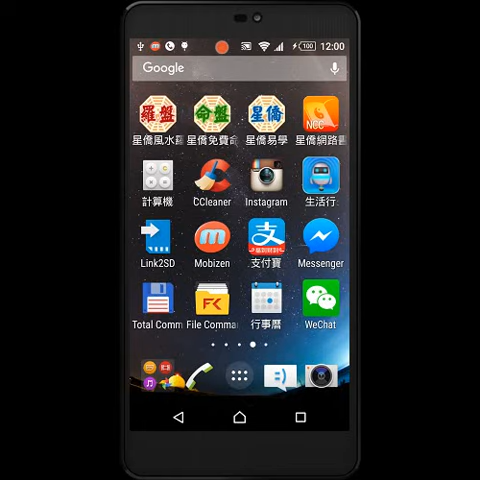 100 12:00
Google
羅盤 命盤 星僑 NCC
星僑風水羅 星僑免費命 星僑易學 星僑網路
計算機 CCleaner Instagram 生活行
Link2SD Mobizen 支付寶 Messenger
Total Comm File Comma 行事曆 WeChat